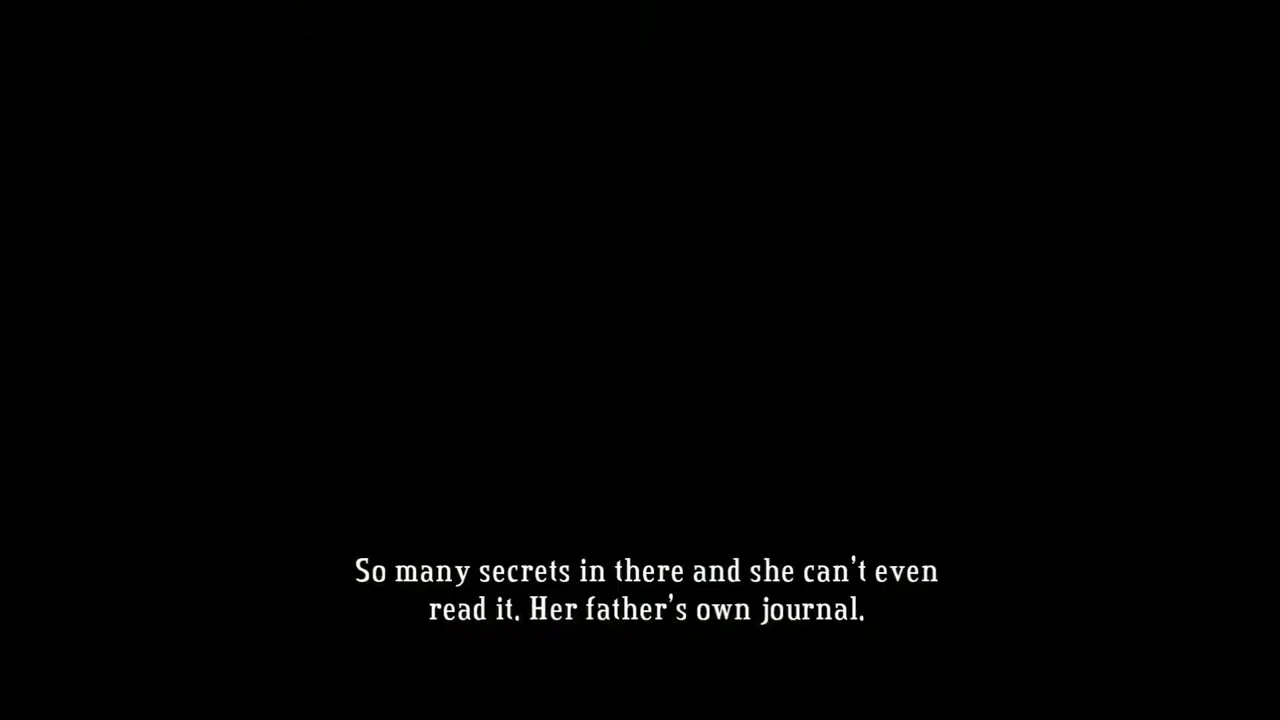 So many secrets in there and she can't even
read it. Her father's own journal.